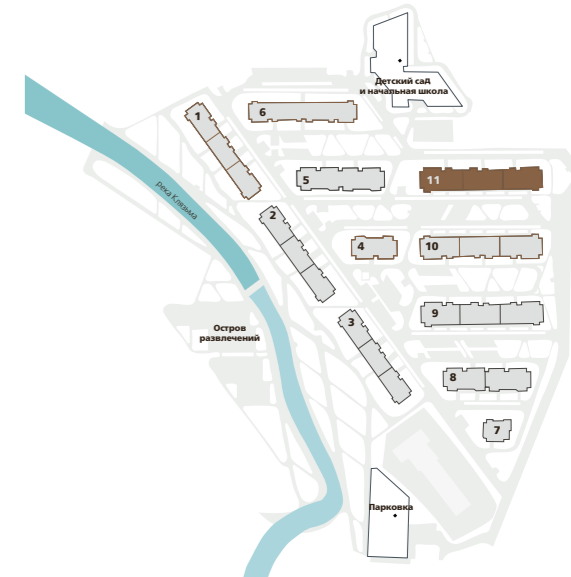 Детский сад
и начальная школа
1
6
5
11
река Клязьма
2
4
10
3
9
Остров
развлечений
8
7
Парковка